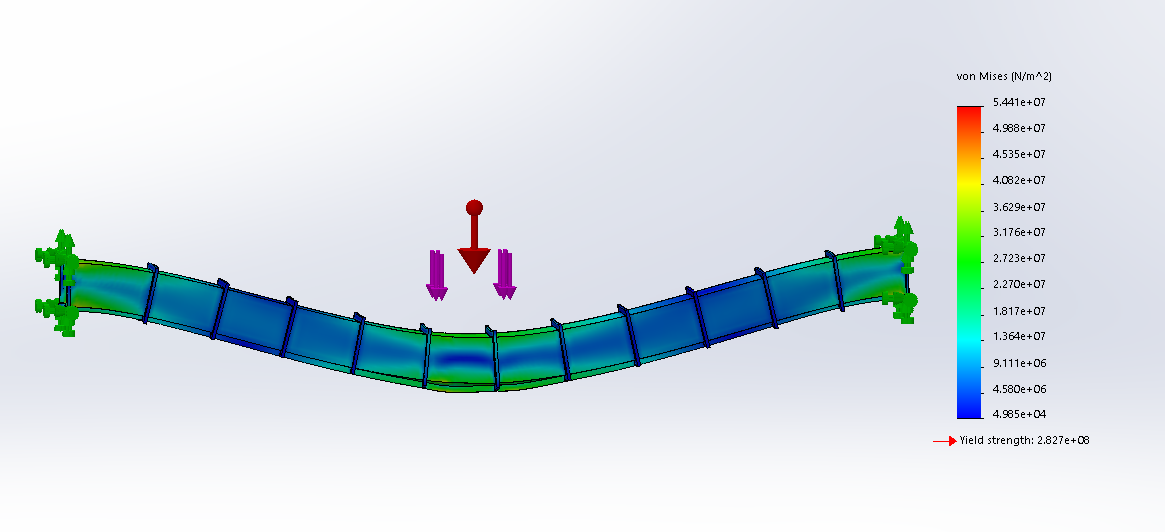 von Mises (N/m^2)
5.441e+07
4.988e+07
4.535e+07
4.082e+07
3.629e+07
3.176e+07
2.723e+07
2.270e+07
1.817e+07
1.364e+07
9.111e+06
4.580e+06
4.985e+04
Yield strength: 2.827e+08